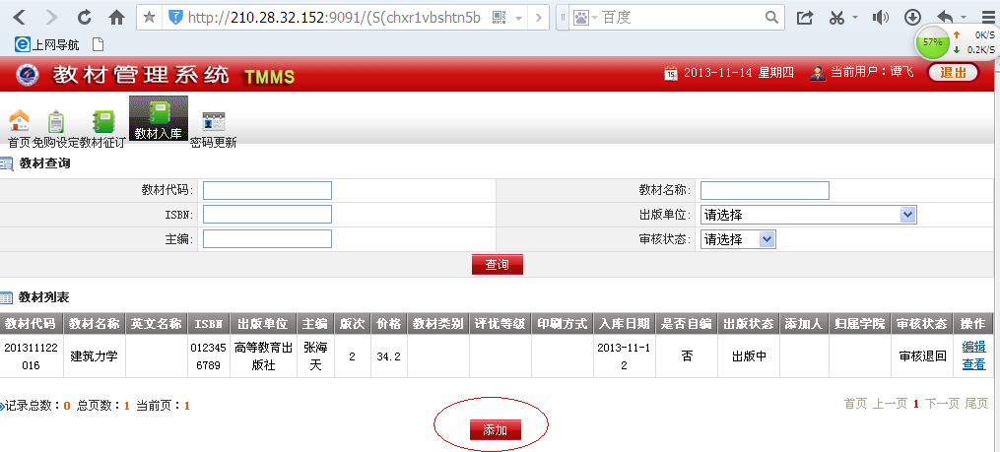 http://210.28.32.152:9091/(S(chxr1vbshtn5b
百度
上网导航
57%
0K/S
0.2K/S
教材管理系统 TMMS
2013-11-14 星期四
当前用户：谭飞
退出
首页
免购设定
教材征订
教材入库
密码更新
教材查询
教材代码:
教材名称:
ISBN:
出版单位:
请选择
主编:
审核状态:
请选择
查询
教材列表
教材代码 教材名称 英文名称 ISBN 出版单位 主编 版次 价格 教材类别 评优等级 印刷方式 入库日期 是否自编 出版状态 添加人 归属学院 审核状态 操作
201311122 012345 高等教育出 张海 2013-11-1 编辑
建筑力学 2 34.2 否 出版中 审核退回
016 6789 版社 天 2 查看
记录总数：0 总页数：1 当前页：1
首页 上一页 1 下一页 尾页
添加